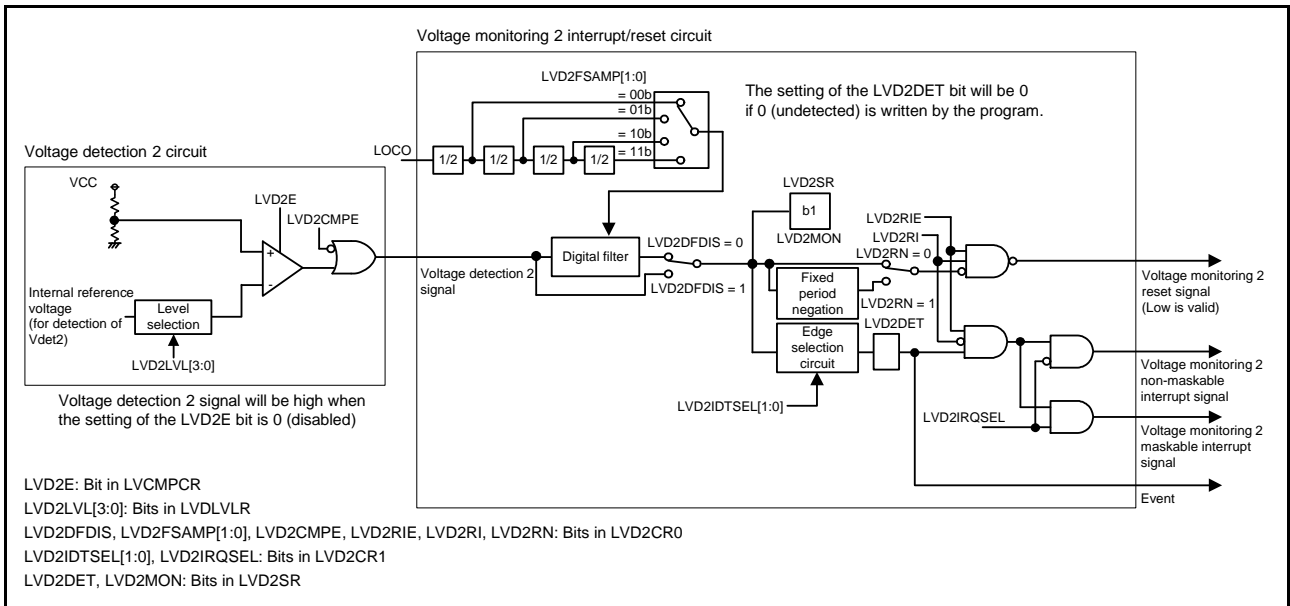 Voltage monitoring 2 interrupt/reset circuit
LVD2FSAMP[1:0]
= 00b
= 01b
= 10b
= 11b
The setting of the LVD2DET bit will be 0
if 0 (undetected) is written by the program.
LOCO
1/2
1/2
1/2
1/2
Voltage detection 2 circuit
VCC
LVD2E
LVD2CMPE
+
-
Internal reference
voltage
(for detection of
Vdet2)
Level
selection
LVD2LVL[3:0]
Voltage detection 2
signal
Digital filter
LVD2DFDIS = 0
LVD2DFDIS = 1
LVD2SR
b1
LVD2MON
LVD2RIE
LVD2RI
LVD2RN = 0
Fixed
period
negation
LVD2RN = 1
Edge
selection
circuit
LVD2DET
LVD2IDTSEL[1:0]
LVD2IRQSEL
Voltage monitoring 2
reset signal
(Low is valid)
Voltage monitoring 2
non-maskable
interrupt signal
Voltage monitoring 2
maskable interrupt
signal
Event
Voltage detection 2 signal will be high when
the setting of the LVD2E bit is 0 (disabled)
LVD2E: Bit in LVCMPCR
LVD2LVL[3:0]: Bits in LVDLVLR
LVD2DFDIS, LVD2FSAMP[1:0], LVD2CMPE, LVD2RIE, LVD2RI, LVD2RN: Bits in LVD2CR0
LVD2IDTSEL[1:0], LVD2IRQSEL: Bits in LVD2CR1
LVD2DET, LVD2MON: Bits in LVD2SR